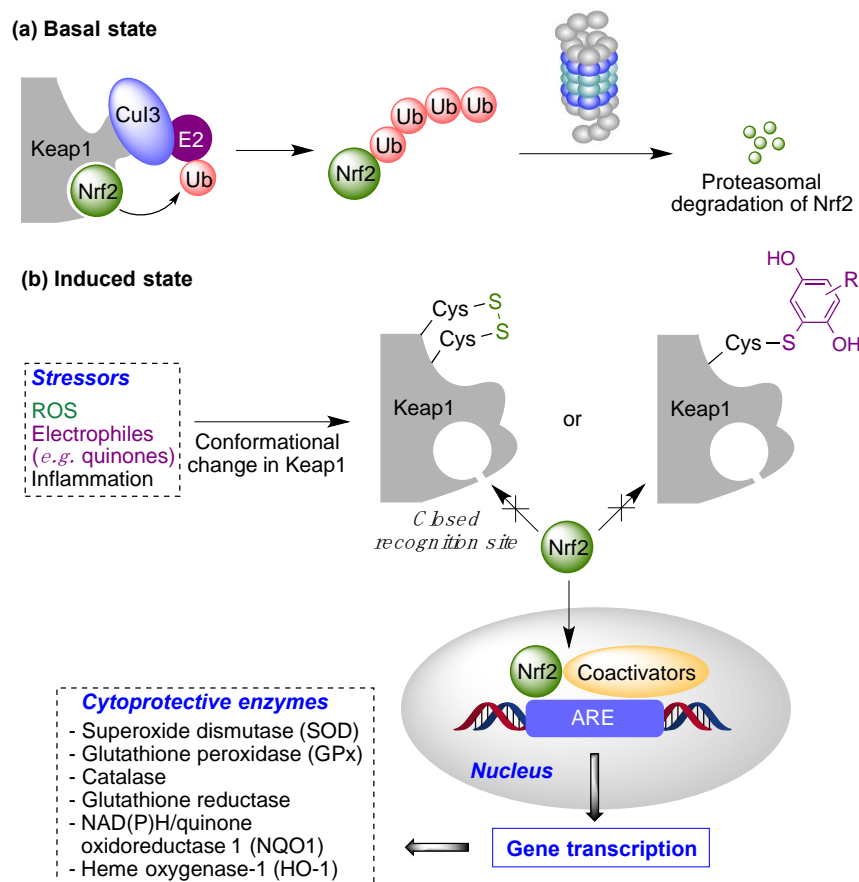 (a) Basal state
Cul3
E2
Keap1
Nrf2
Ub
Nrf2
Ub
Ub
Ub
Ub
Proteasomal
degradation of Nrf2
(b) Induced state
Stressors
ROS
Electrophiles
(e.g. quinones)
Inflammation
Conformational
change in Keap1
Cys
S
S
Cys
Keap1
or
HO
R
OH
Cys
S
Keap1
Closed
recognition site
Nrf2
Nrf2
Coactivators
ARE
Nucleus
Gene transcription
Cytoprotective enzymes
- Superoxide dismutase (SOD)
- Glutathione peroxidase (GPx)
- Catalase
- Glutathione reductase
- NAD(P)H/quinone
oxidoreductase 1 (NQO1)
- Heme oxygenase-1 (HO-1)